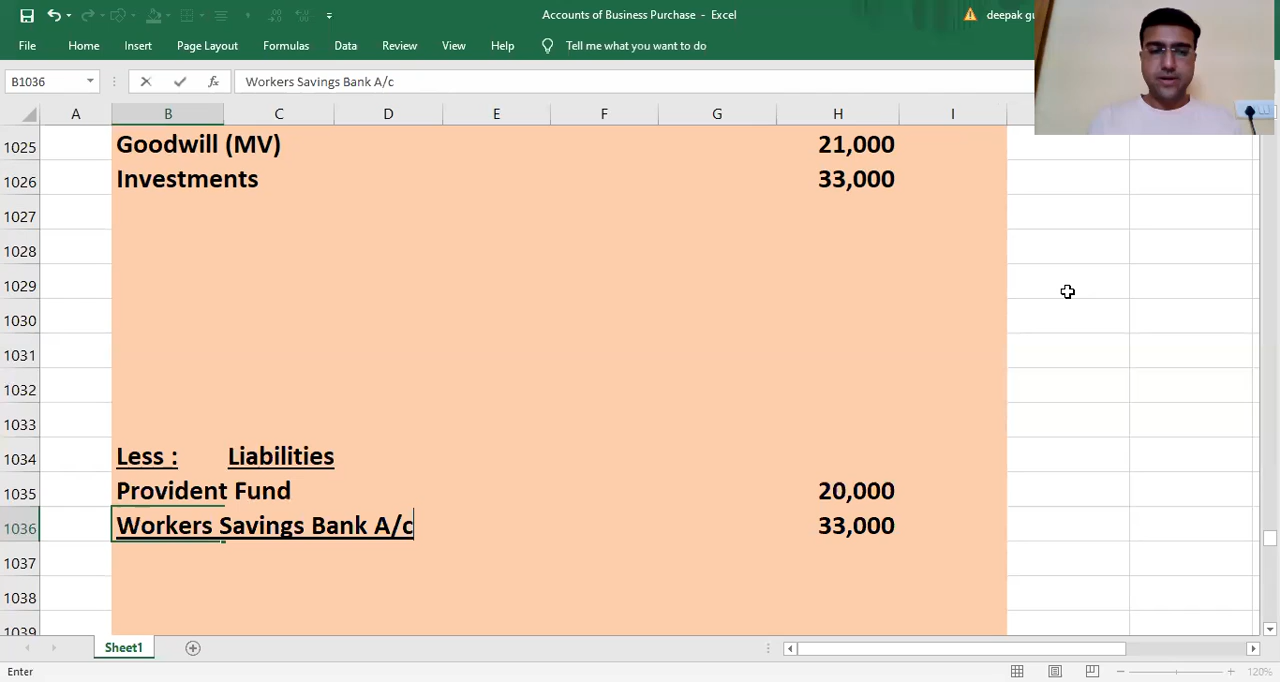 Accounts of Business Purchase - Excel
deepak gu
File Home Insert Page Layout Formulas Data Review View Help Tell me what you want to do
B1036 fx Workers Savings Bank A/c
A B C D E F G H I
1025 Goodwill (MV) 21,000
1026 Investments 33,000
1027
1028
1029
1030
1031
1032
1033
1034 Less : Liabilities
1035 Provident Fund 20,000
1036 Workers Savings Bank A/c 33,000
1037
1038
1039
Sheet1
Enter 120%